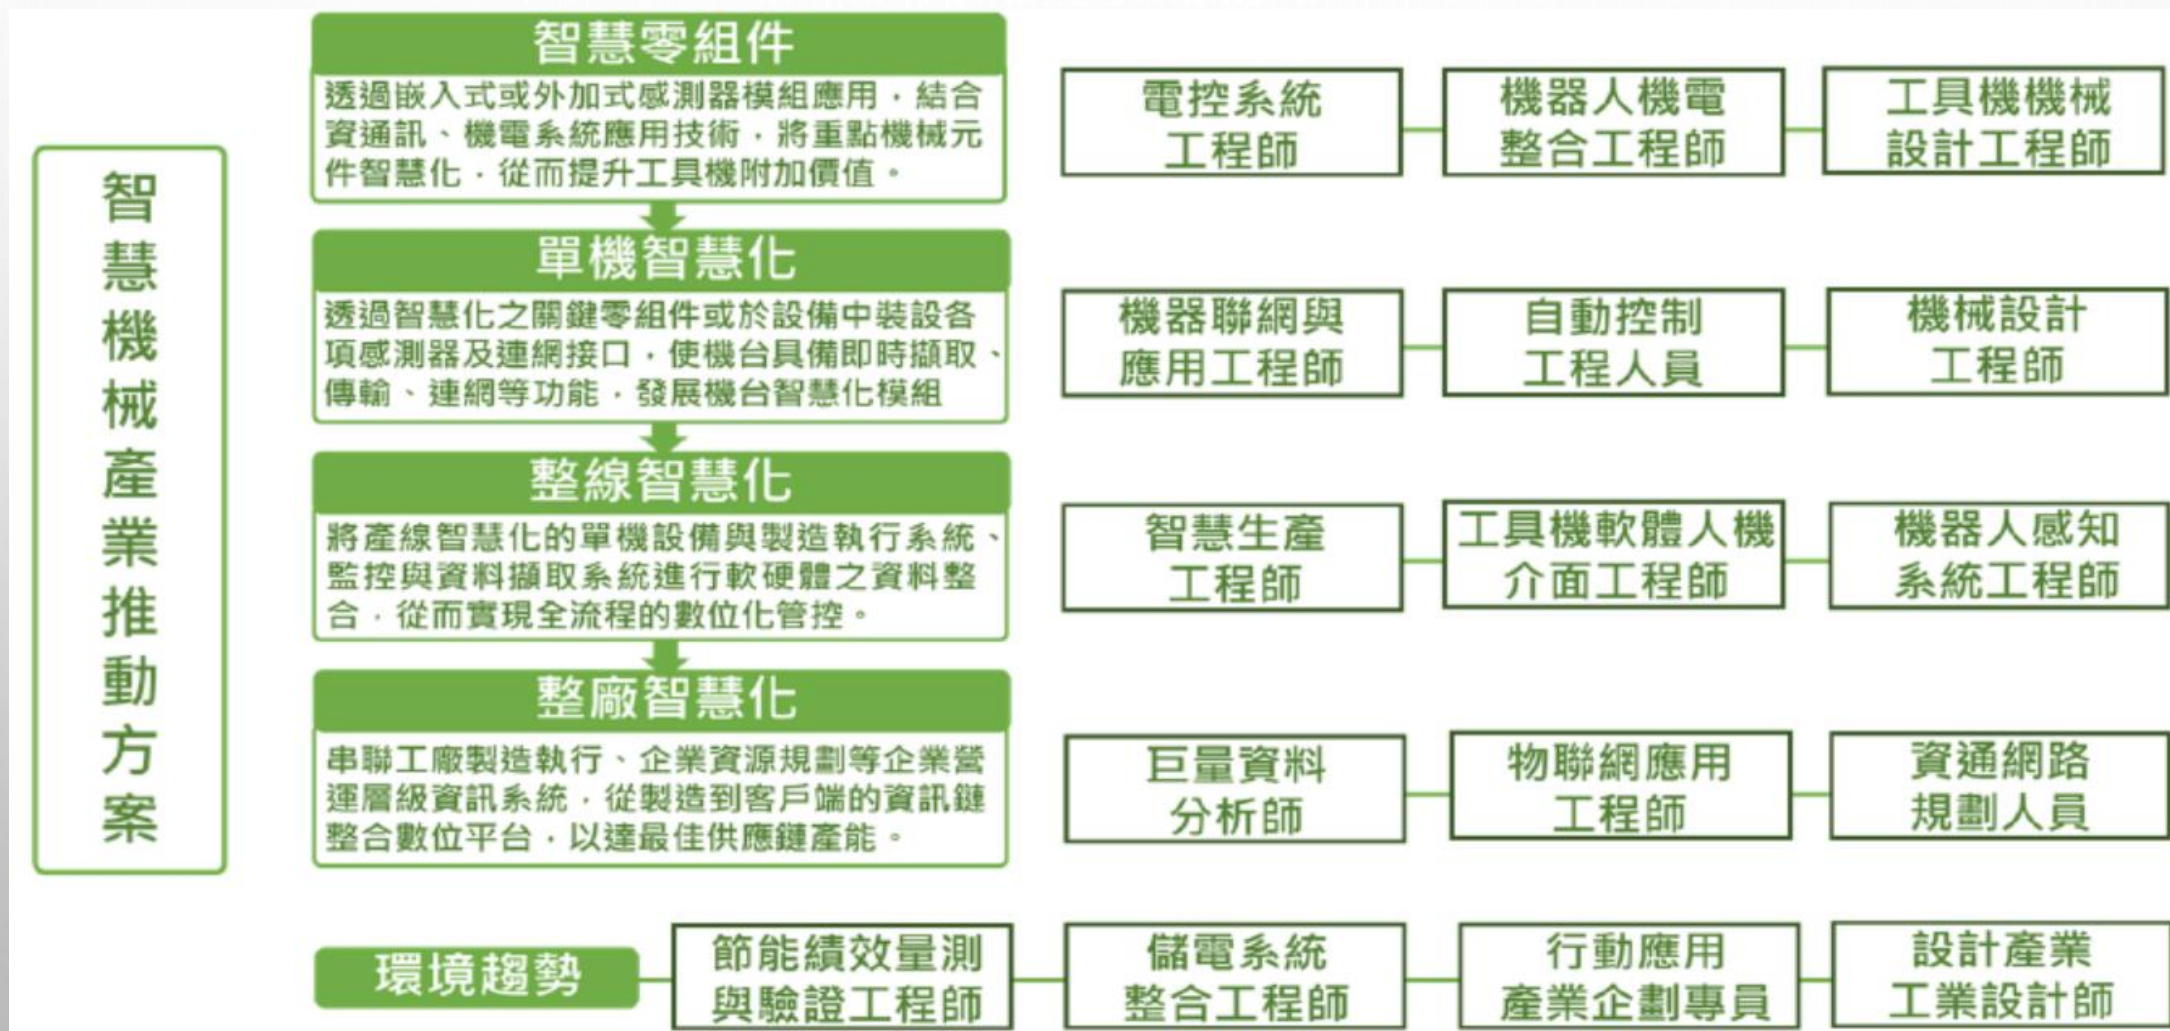 智慧機械產業推動方案
智慧零組件
透過嵌入式或外加式感測器模組應用，結合
資通訊、機電系統應用技術，將重點機械元
件智慧化，從而提升工具機附加價值。
電控系統
工程師
機器人機電
整合工程師
工具機機械
設計工程師
單機智慧化
透過智慧化之關鍵零組件或於設備中裝設各
項感測器及連網接口，使機台具備即時擷取、
傳輸、連網等功能，發展機台智慧化模組
機器聯網與
應用工程師
自動控制
工程人員
機械設計
工程師
整線智慧化
將產線智慧化的單機設備與製造執行系統、
監控與資料擷取系統進行軟硬體之資料整
合，從而實現全流程的數位化管控。
智慧生產
工程師
工具機軟體人機
介面工程師
機器人感知
系統工程師
整廠智慧化
串聯工廠製造執行、企業資源規劃等企業營
運層級資訊系統，從製造到客戶端的資訊鏈
整合數位平台，以達最佳供應鏈產能。
巨量資料
分析師
物聯網應用
工程師
資通網路
規劃人員
環境趨勢
節能績效量測
與驗證工程師
儲電系統
整合工程師
行動應用
產業企劃專員
設計產業
工業設計師